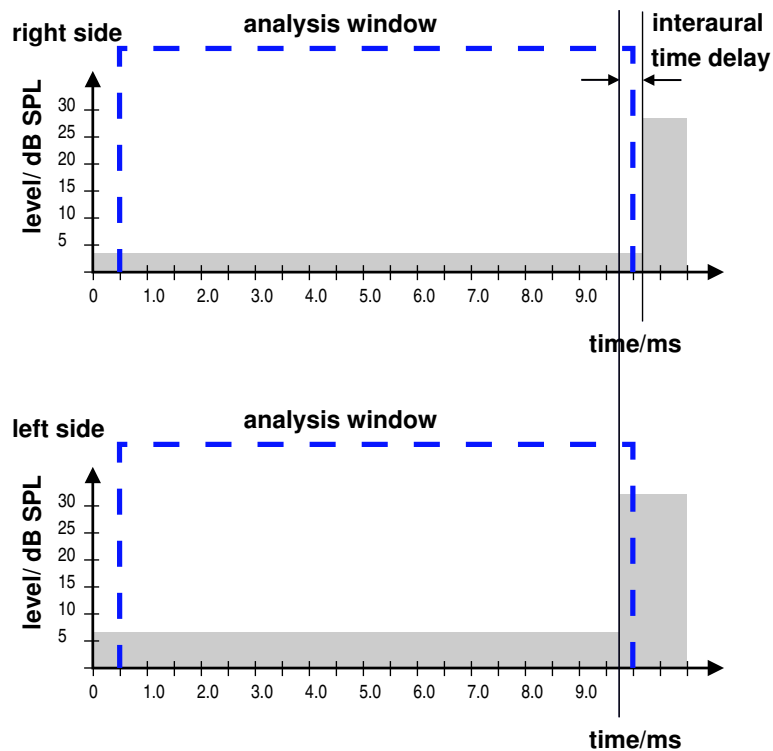 right side
analysis window
interaural
time delay
level/ dB SPL
30
25
20
15
10
5
0 1.0 2.0 3.0 4.0 5.0 6.0 7.0 8.0 9.0
time/ms
left side
analysis window
level/ dB SPL
30
25
20
15
10
5
0 1.0 2.0 3.0 4.0 5.0 6.0 7.0 8.0 9.0
time/ms